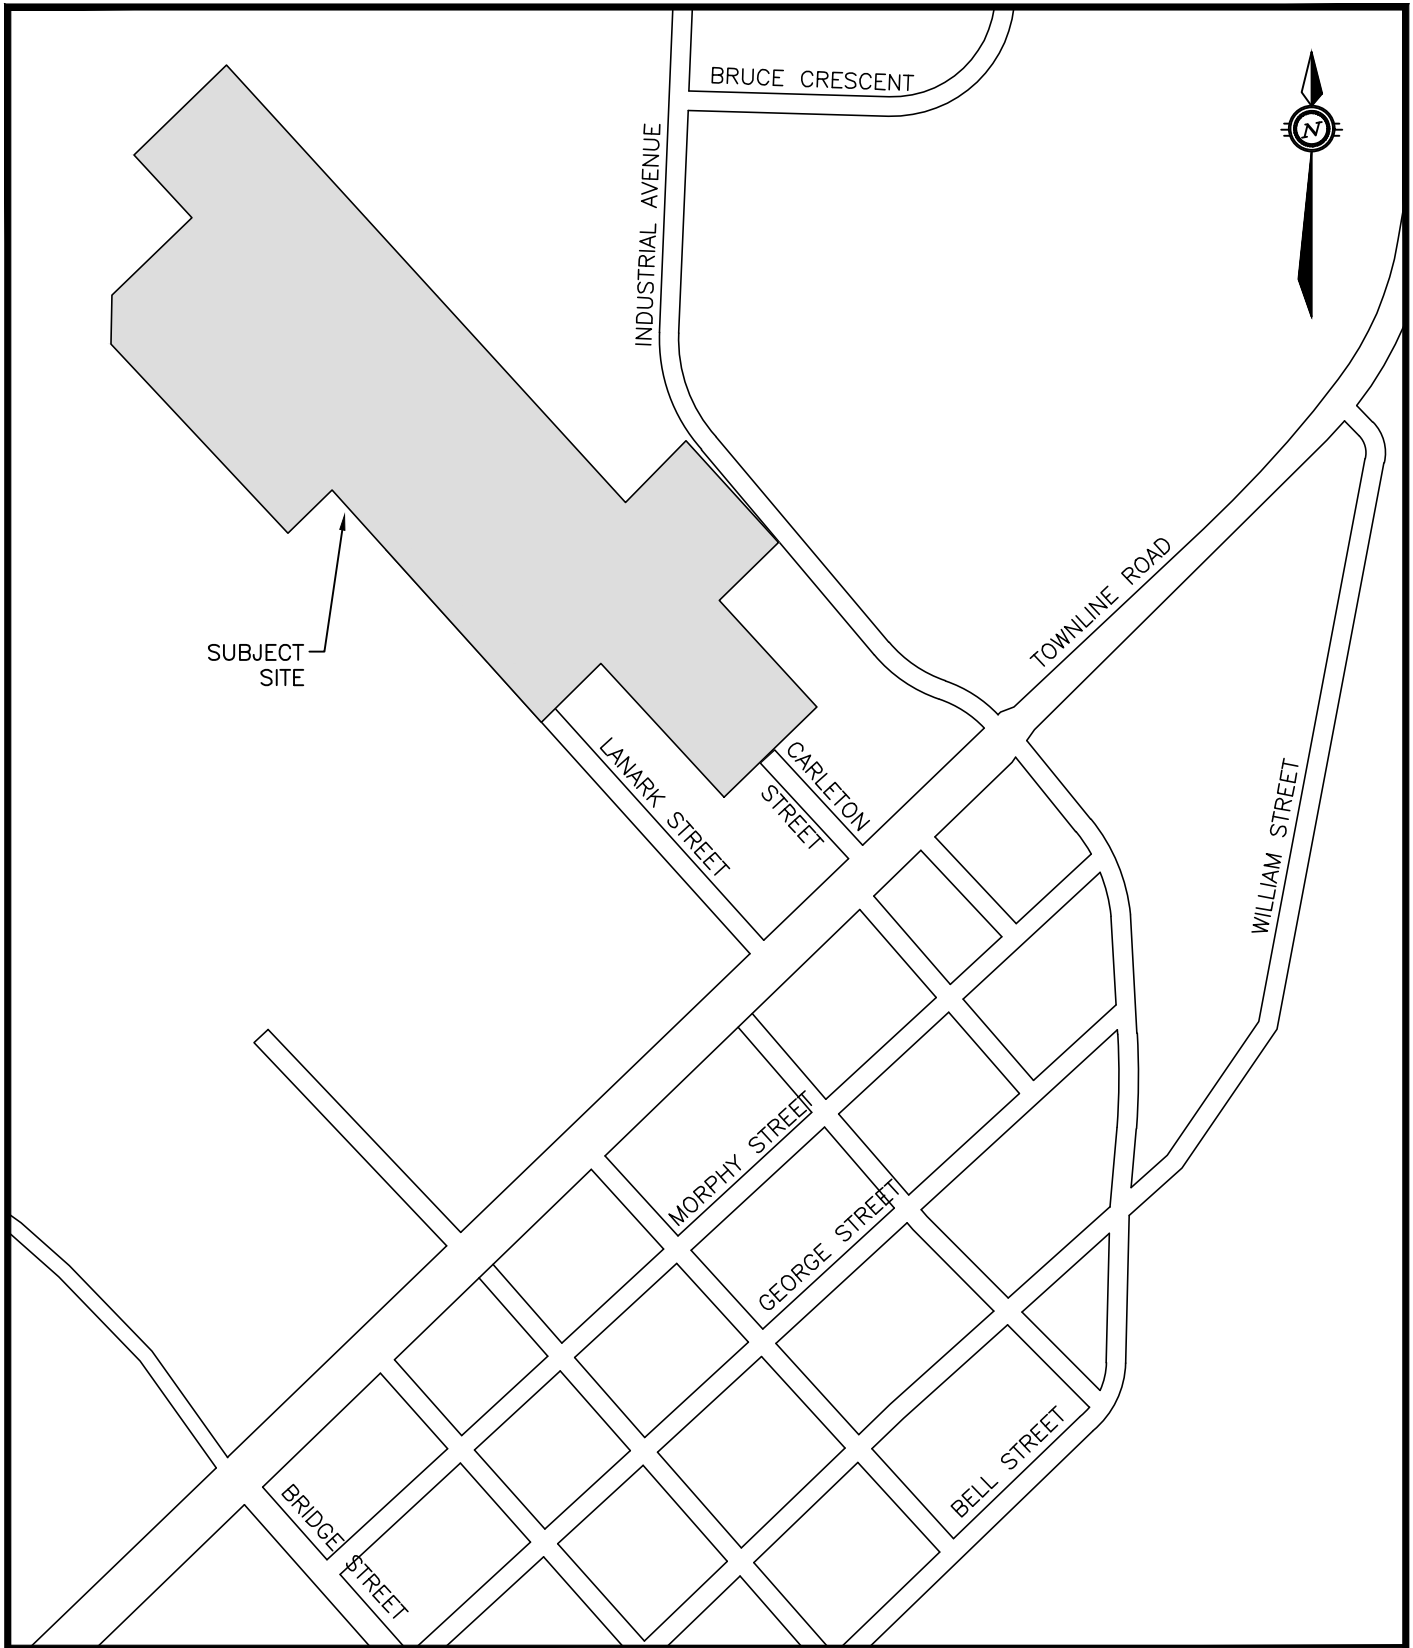 BRUCE CRESCENT
N
INDUSTRIAL AVENUE
TOWNLINE ROAD
SUBJECT
SITE
LANARK STREET
CARLETON
STREET
WILLIAM STREET
MORPHY STREET
GEORGE STREET
BELL STREET
BRIDGE STREET